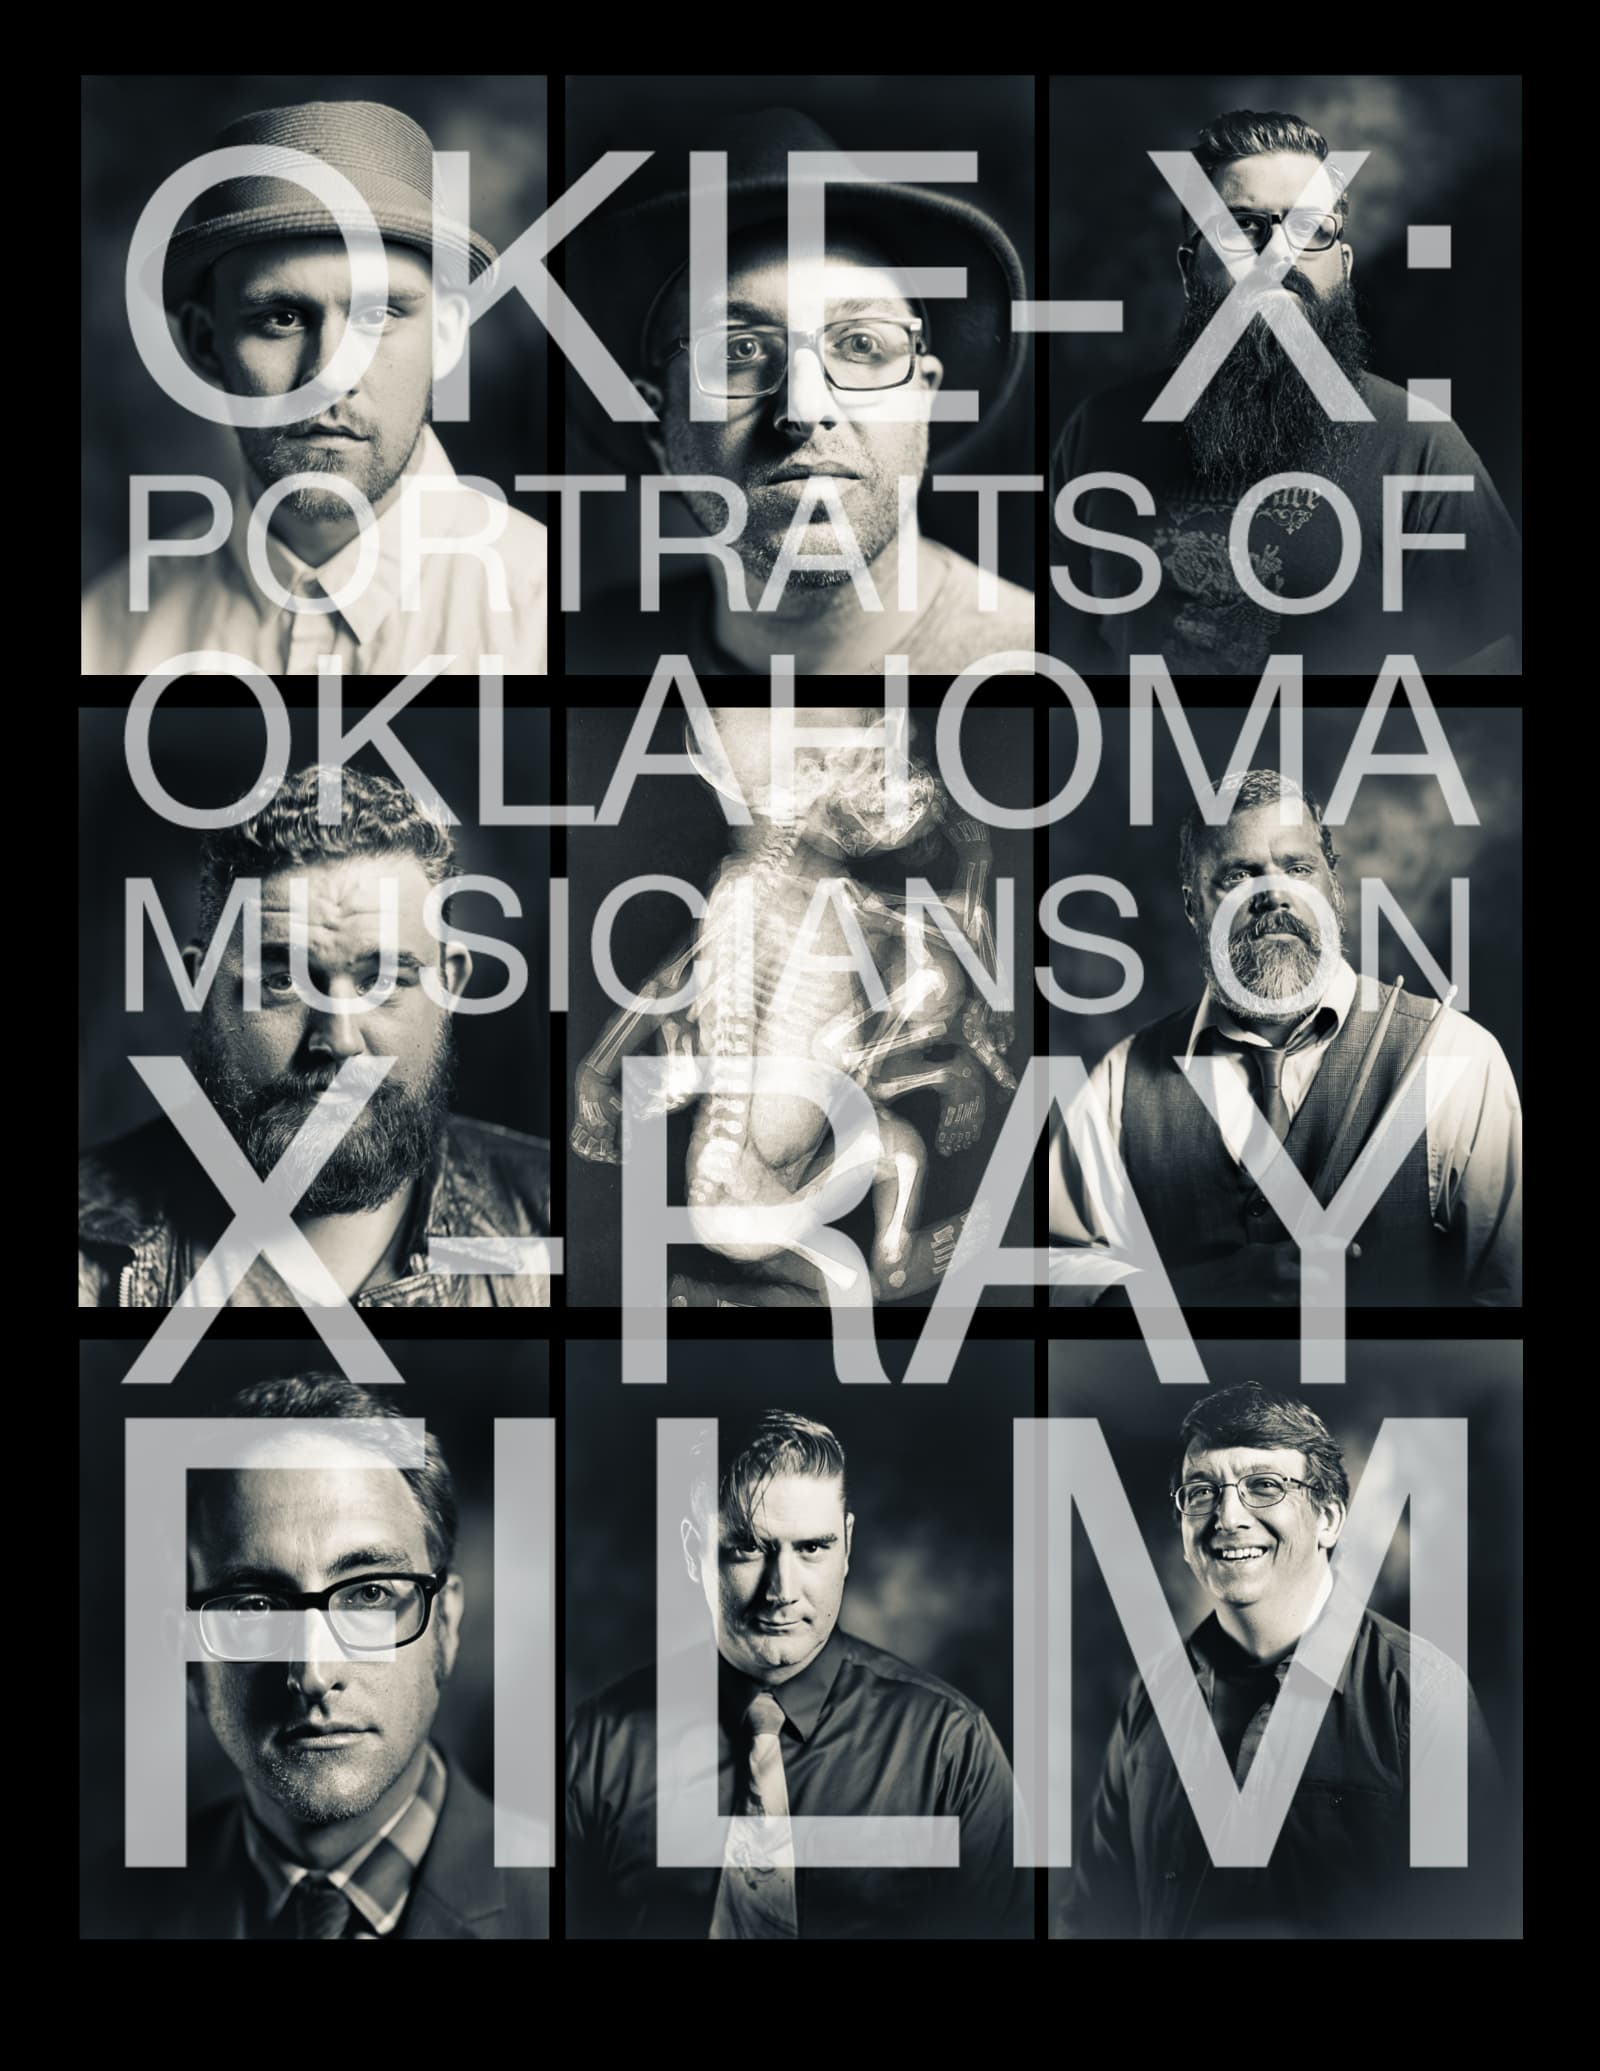 OKIE-X:
PORTRAITS OF
OKLAHOMA
MUSICIANS ON
X-RAY
FILM